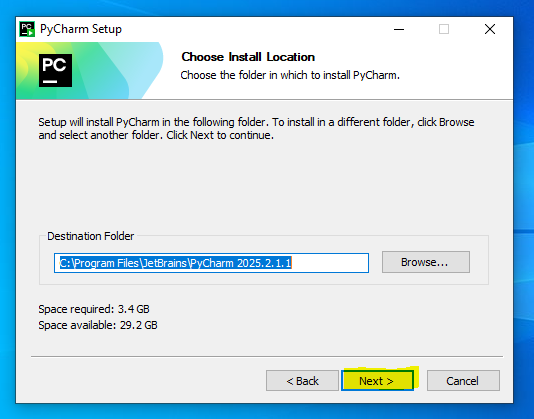 PC
PyCharm Setup
PC
Choose Install Location
Choose the folder in which to install PyCharm.
Setup will install PyCharm in the following folder. To install in a different folder, click Browse
and select another folder. Click Next to continue.
Destination Folder
C:\Program Files\JetBrains\PyCharm 2025.2.1.1
Browse...
Space required: 3.4 GB
Space available: 29.2 GB
< Back
Next >
Cancel